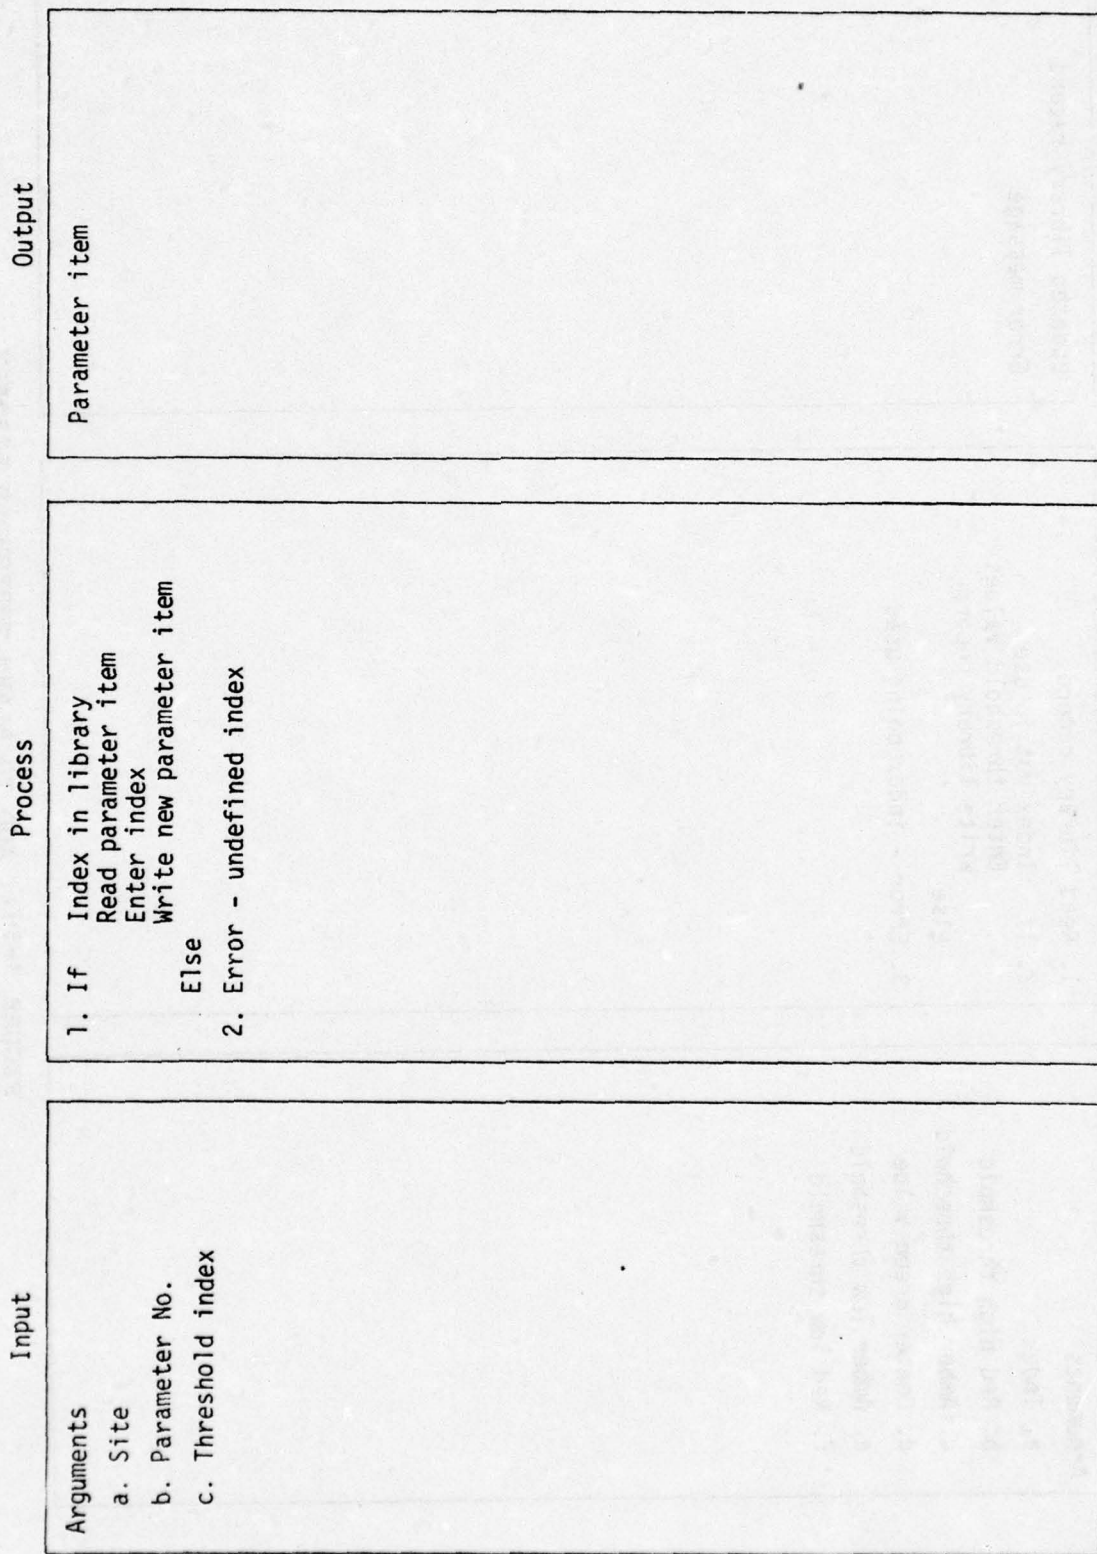 Input
Arguments
a. Site
b. Parameter No.
c. Threshold index
Process
1. If Index in library
Read parameter item
Enter index
Write new parameter item
Else
2. Error - undefined index
Output
Parameter item